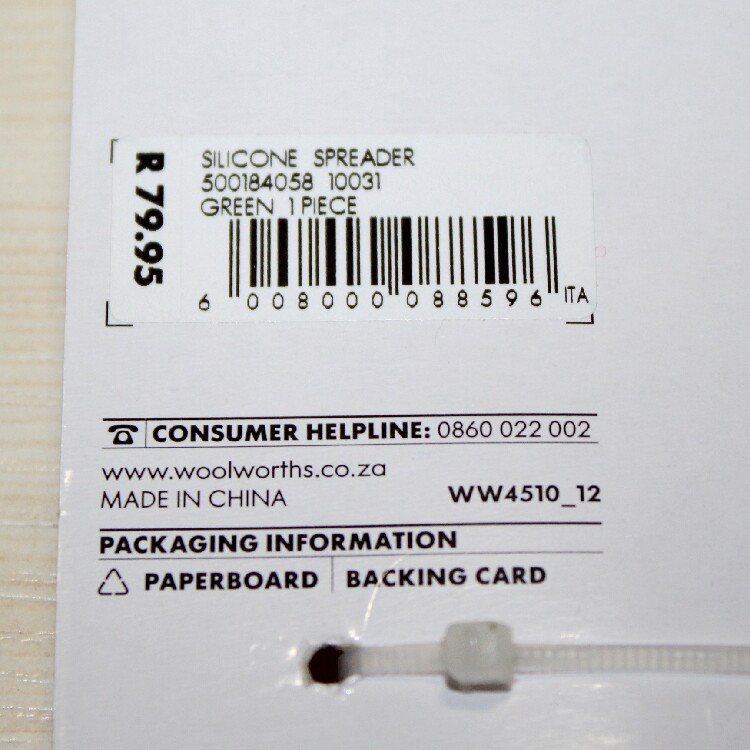 R 79.95
SILICONE SPREADER
500184058 10031
GREEN 1 PIECE
6 008000 088596 ITA
CONSUMER HELPLINE: 0860 022 002
www.woolworths.co.za
MADE IN CHINA WW4510_12
PACKAGING INFORMATION
PAPERBOARD BACKING CARD